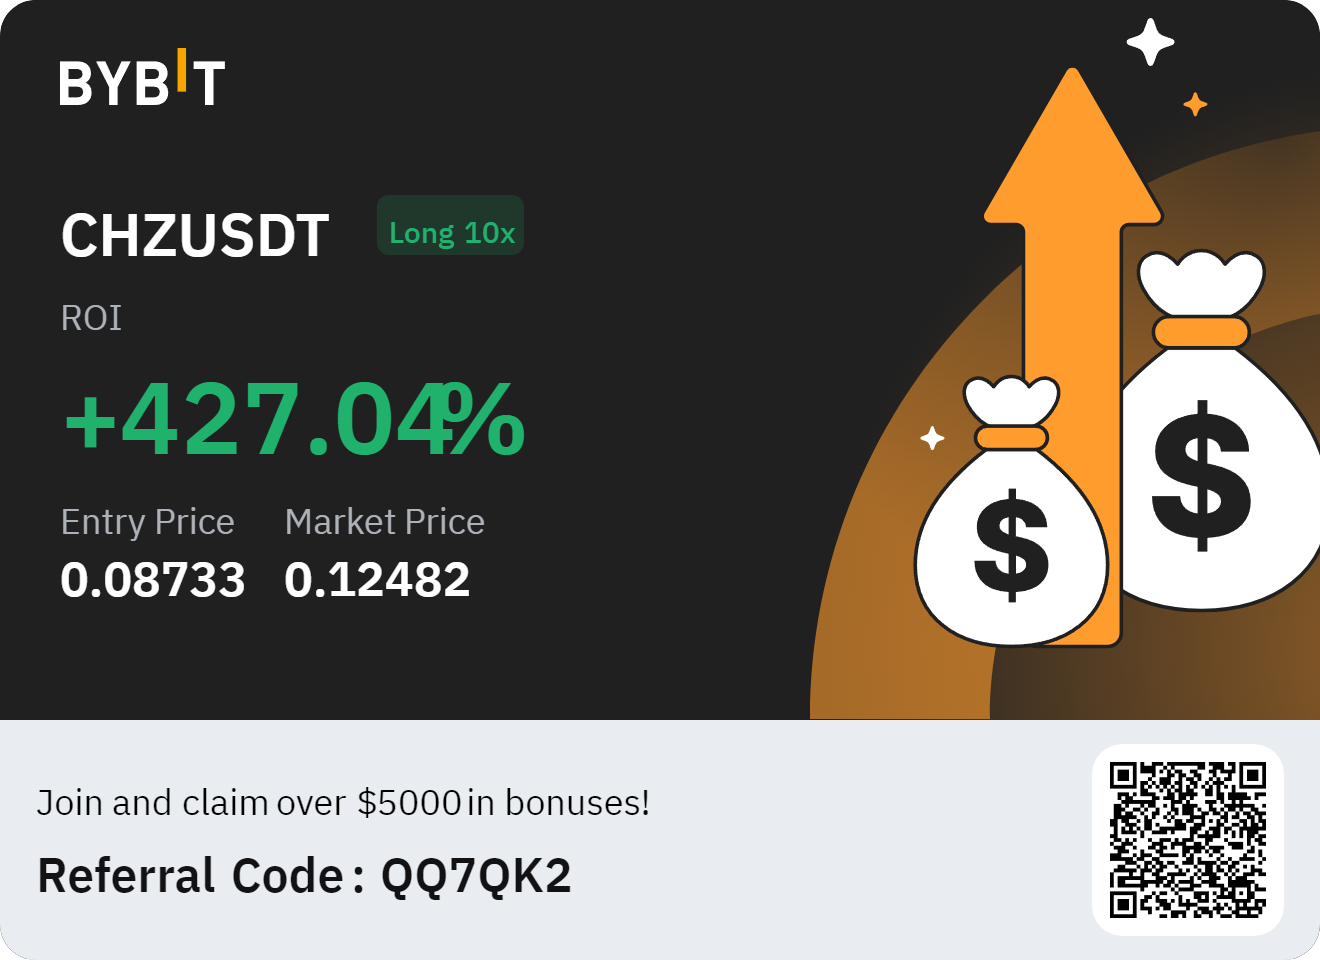 BYBIT
CHZUSDT Long 10x
ROI
+427.04%
Entry Price Market Price
0.08733 0.12482
$ $
Join and claim over $5000 in bonuses!
Referral Code: QQ7QK2